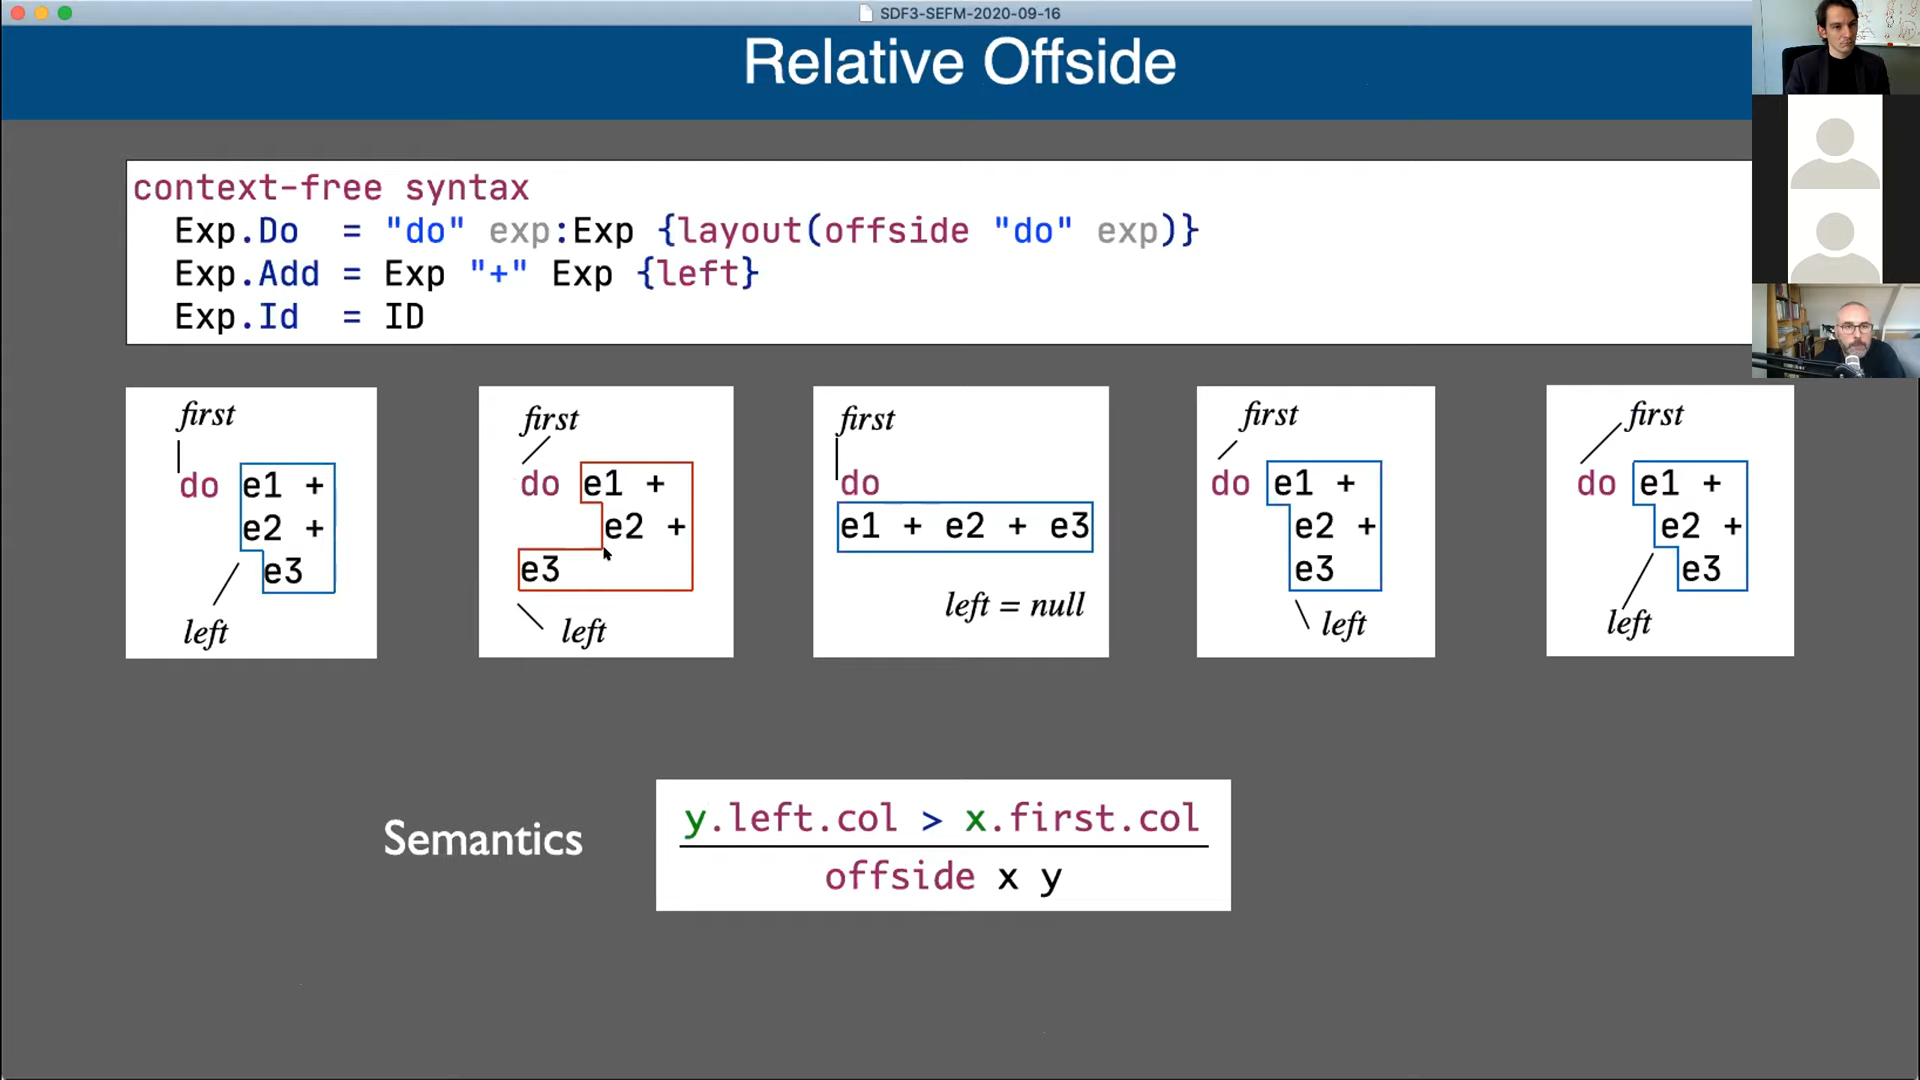 SDF3-SEFM-2020-09-16
Relative Offside
context-free syntax
Exp.Do = "do" exp:Exp {layout(offside "do" exp)}
Exp.Add = Exp "+" Exp {left}
Exp.Id = ID
first
do e1 +
e2 +
e3
left
first
do e1 +
e2 +
e3
left
first
do
e1 + e2 + e3
left = null
first
do e1 +
e2 +
e3
left
first
do e1 +
e2 +
e3
left
Semantics
y.left.col > x.first.col
offside x y